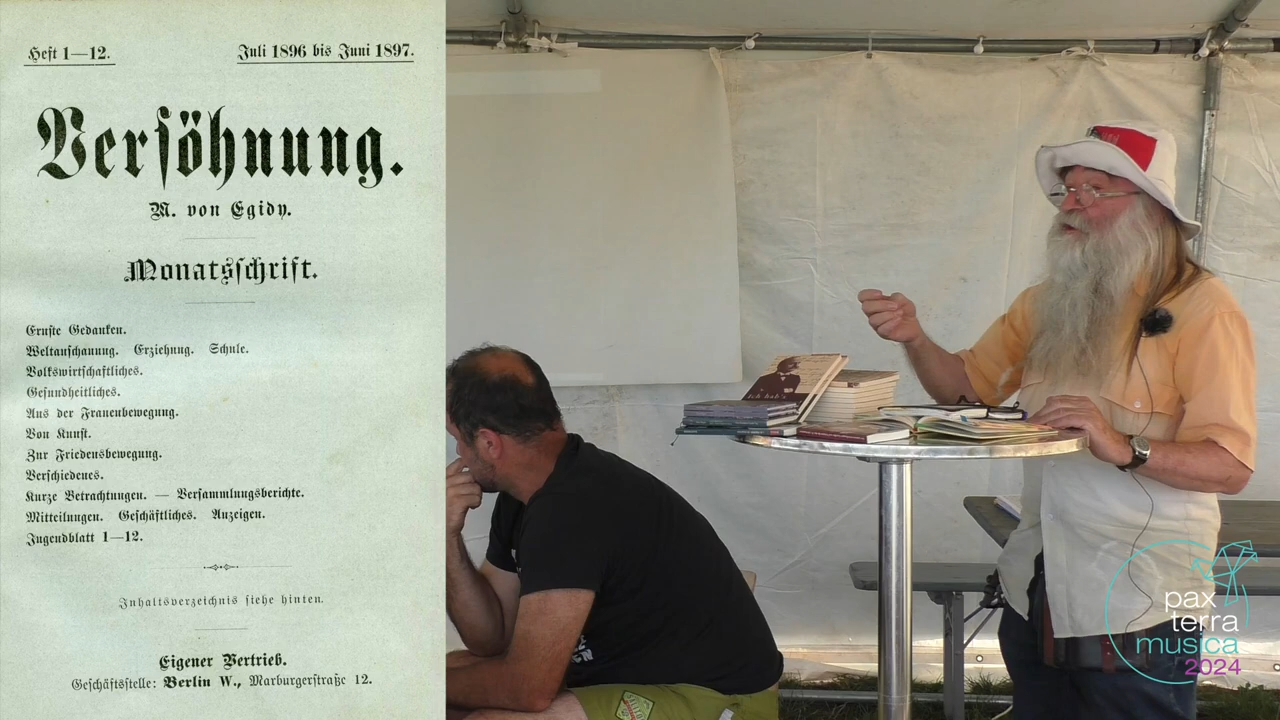 Heft 1—12.
Juli 1896 bis Juni 1897.
Versöhnung.
M. von Egidy.
Monatsschrift.
Ernste Gedanken.
Weltanschauung. Erziehung. Schule.
Volkswirtschaftliches.
Gesundheitliches.
Aus der Frauenbewegung.
Von Kunst.
Zur Friedensbewegung.
Verschiedenes.
Kurze Betrachtungen. — Versammlungsberichte.
Mitteilungen. Geschäftliches. Anzeigen.
Jugendblatt 1—12.
Inhaltsverzeichnis siehe hinten.
Eigener Vertrieb.
Geschäftsstelle: Berlin W., Marburgerstraße 12.
pax
terra
musica
2024